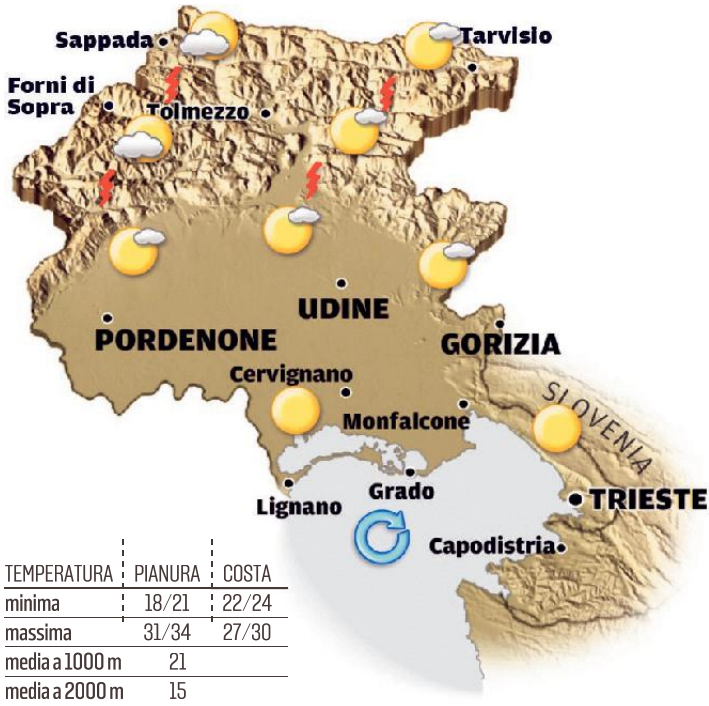 Sappada
Tarvisio
Forni di
Sopra
Tolmezzo
UDINE
PORDENONE
GORIZIA
Cervignano
SLOVENIA
Monfalcone
Grado
TRIESTE
Lignano
Capodistria
TEMPERATURA PIANURA COSTA
minima 18/21 22/24
massima 31/34 27/30
media a 1000 m 21
media a 2000 m 15